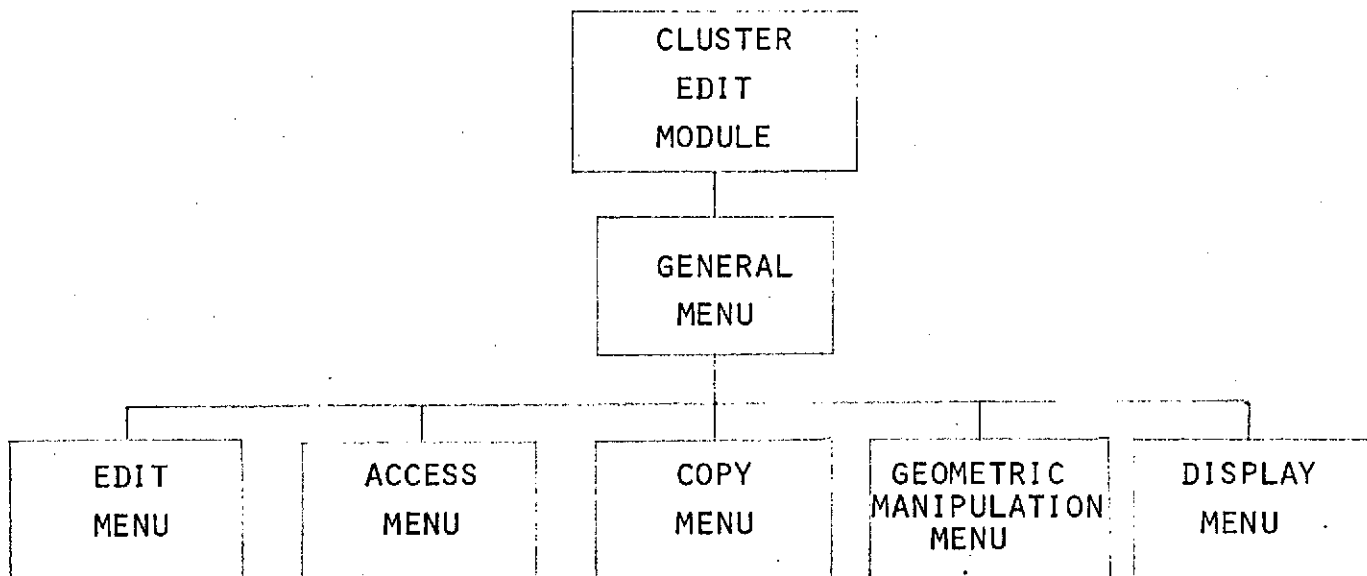 CLUSTER
EDIT
MODULE
GENERAL
MENU
EDIT
MENU
ACCESS
MENU
COPY
MENU
GEOMETRIC
MANIPULATION
MENU
DISPLAY
MENU